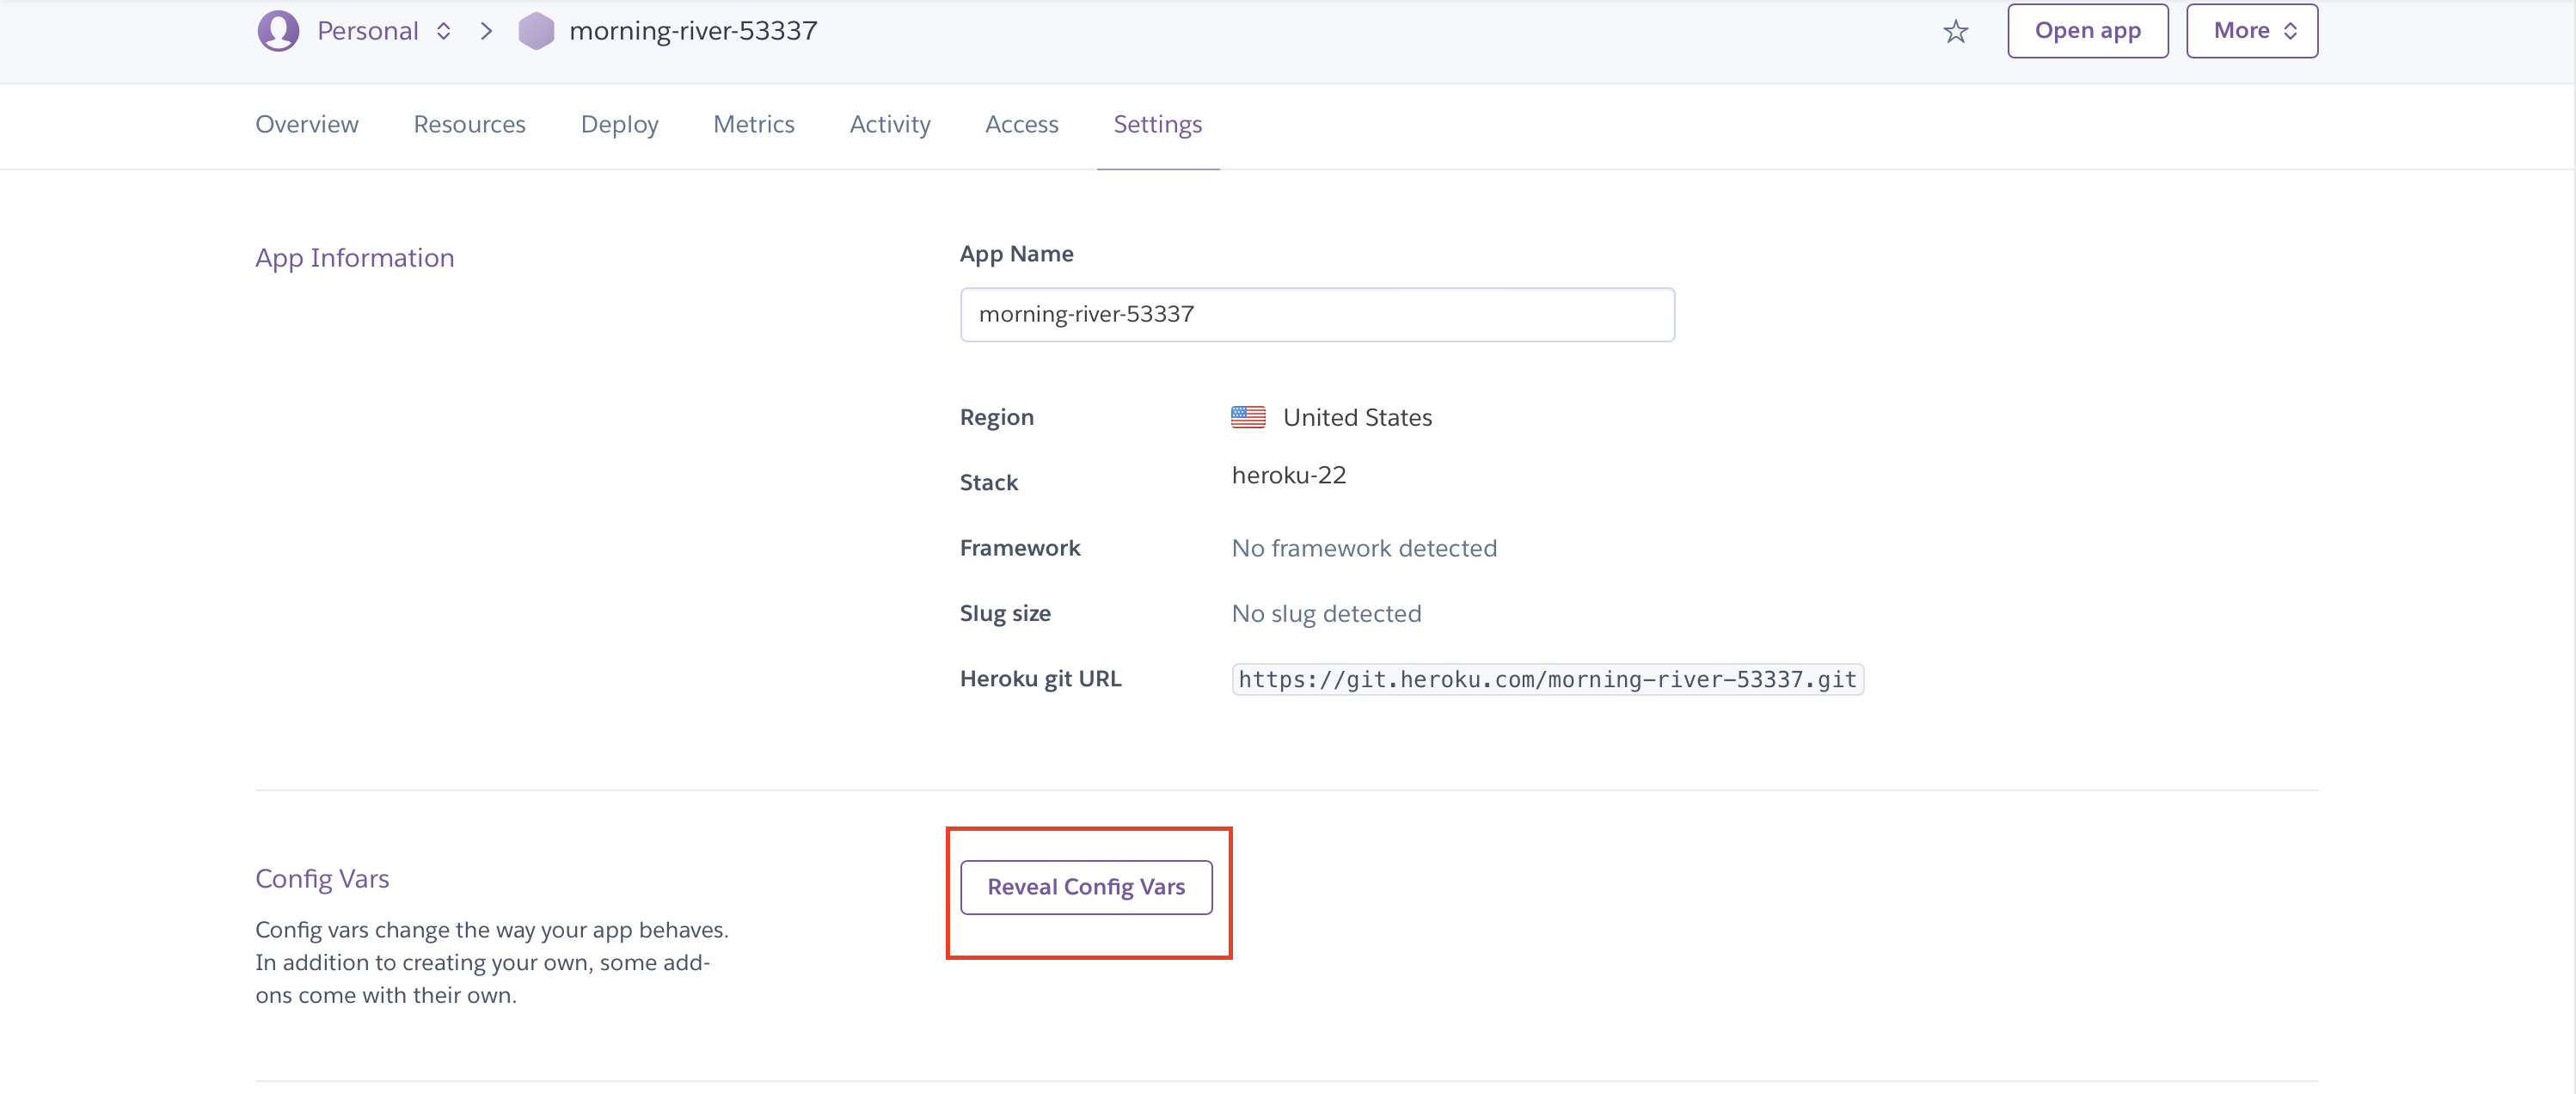 Personal
morning-river-53337
Open app
More
Overview
Resources
Deploy
Metrics
Activity
Access
Settings
App Information
App Name
morning-river-53337
Region
United States
Stack
heroku-22
Framework
No framework detected
Slug size
No slug detected
Heroku git URL
https://git.heroku.com/morning-river-53337.git
Config Vars
Config vars change the way your app behaves.
In addition to creating your own, some add-
ons come with their own.
Reveal Config Vars